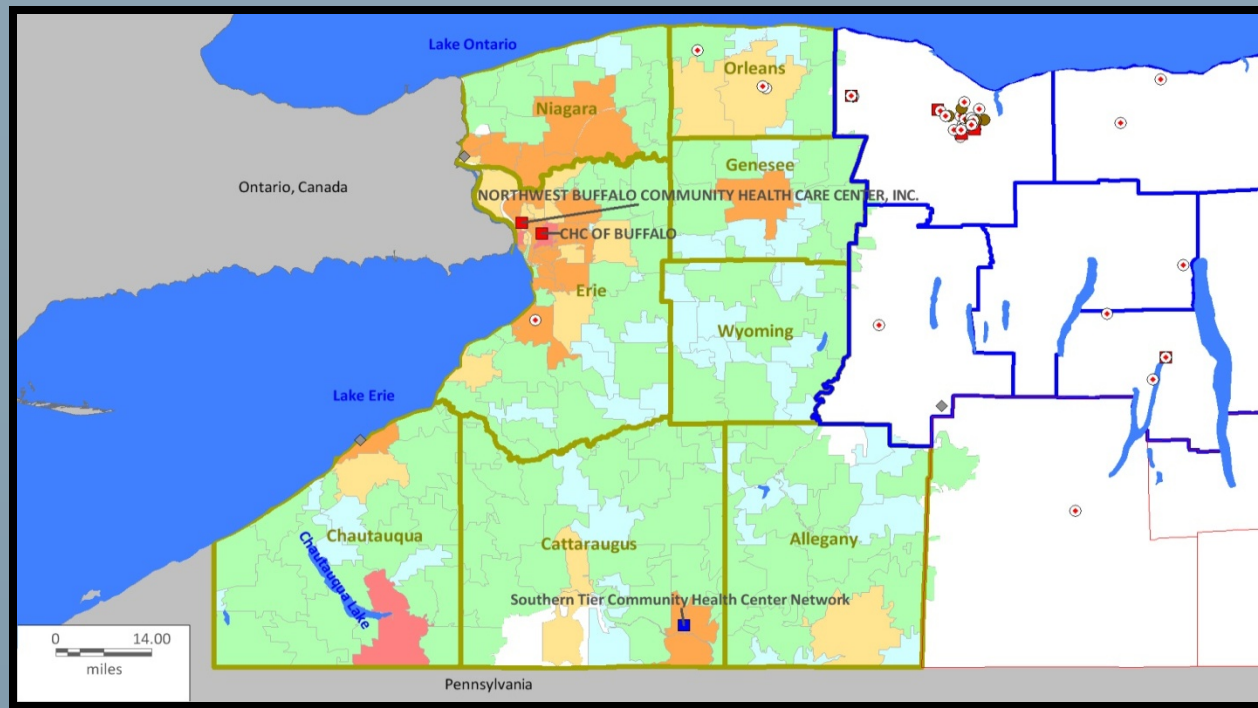 Lake Ontario
Orleans
Niagara
Ontario, Canada
Genesee
NORTHWEST BUFFALO COMMUNITY HEALTH CARE CENTER, INC.
CHC OF BUFFALO
Erie
Wyoming
Lake Erie
Chautauqua
Cattaraugus
Allegany
Chautauqua Lake
Southern Tier Community Health Center Network
0 14.00
miles
Pennsylvania